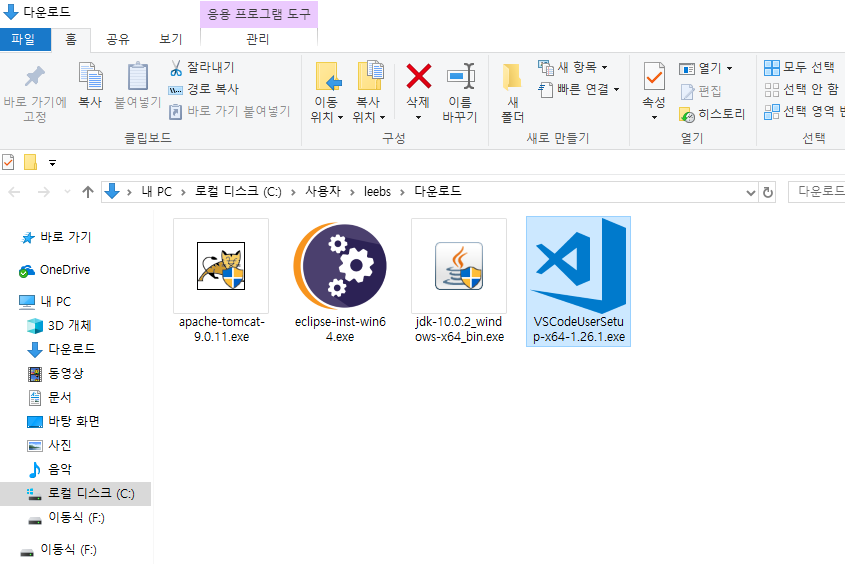 다운로드
응용 프로그램 도구
파일
홈
공유
보기
관리
바로 가기에
고정
복사
붙여넣기
잘라내기
경로 복사
바로 가기 붙여넣기
클립보드
이동
위치
복사
위치
삭제
이름
바꾸기
구성
새
폴더
새 항목
빠른 연결
새로 만들기
속성
열기
편집
히스토리
열기
모두 선택
선택 안 함
선택 영역
선택
내 PC
로컬 디스크 (C:)
사용자
leebs
다운로드
다운로드
바로 가기
OneDrive
내 PC
3D 개체
다운로드
동영상
문서
바탕 화면
사진
음악
로컬 디스크 (C:)
이동식 (F:)
이동식 (F:)
apache-tomcat-
9.0.11.exe
eclipse-inst-win6
4.exe
jdk-10.0.2_wind
ows-x64_bin.exe
VSCodeUserSetu
p-x64-1.26.1.exe